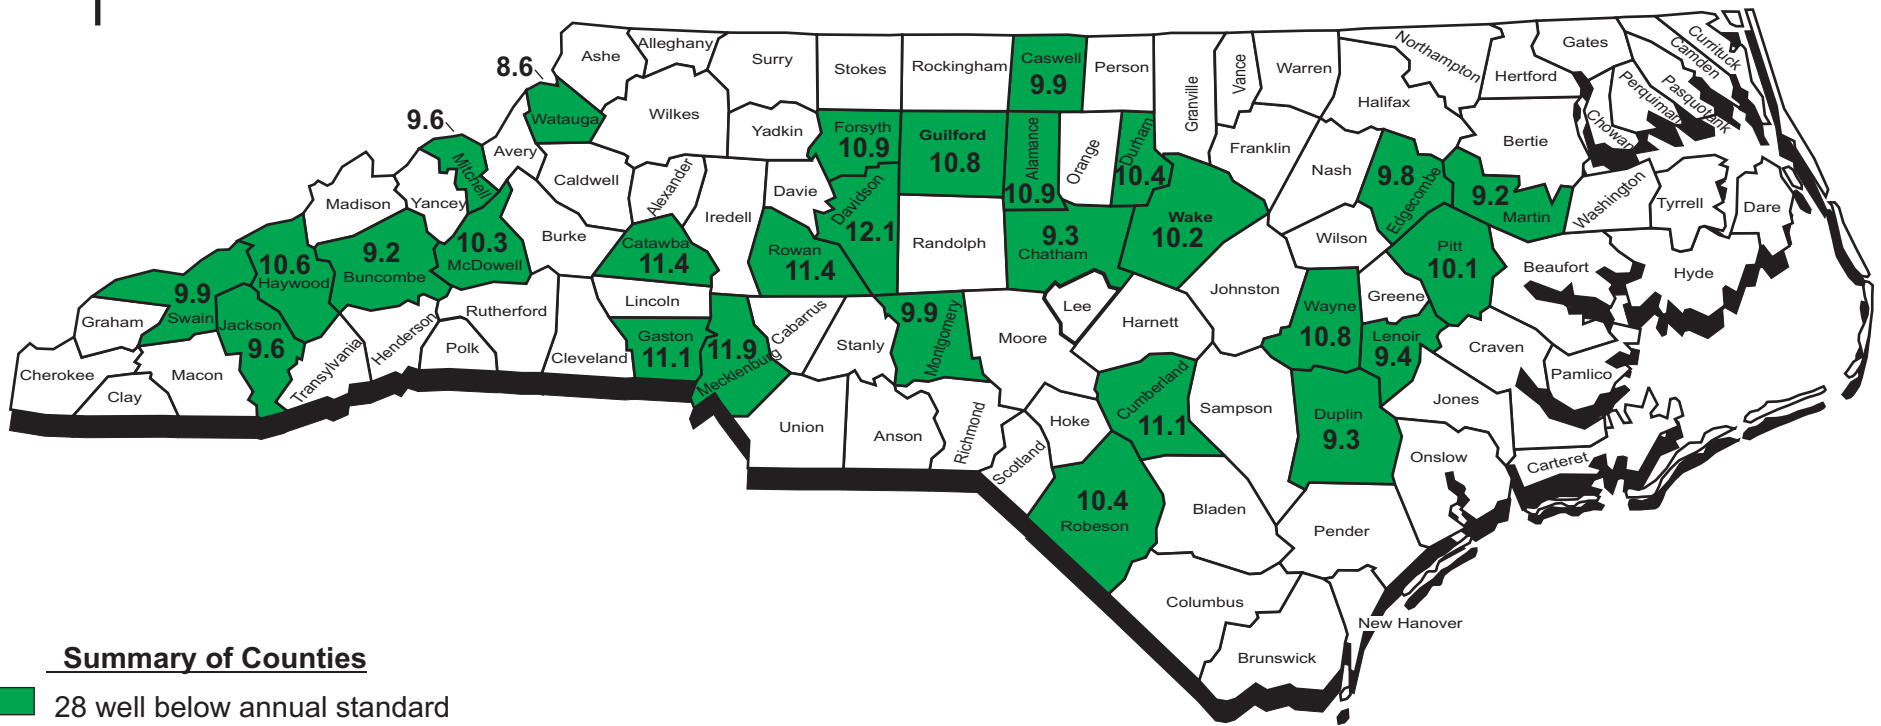 Ashe
Alleghany
Surry
Stokes
Rockingham
Caswell
9.9
Person
Granville
Vance
Warren
Northampton
Hertford
Gates
Currituck
Camden
Pasquotank
Chowan
8.6
Watauga
Wilkes
Yadkin
Forsyth
10.9
Guilford
10.8
Alamance
10.9
Orange
Durham
10.4
Franklin
Halifax
Bertie
9.6
Mitchell
Avery
Caldwell
Alexander
Iredell
Davie
Davidson
12.1
Randolph
9.3
Chatham
Wake
10.2
Nash
9.8
Edgecombe
9.2
Martin
Washington
Tyrrell
Dare
Madison
Yancey
10.3
McDowell
Burke
Catawba
11.4
Rowan
11.4
Wilson
Pitt
10.1
Beaufort
Hyde
9.9
Swain
10.6
Haywood
9.2
Buncombe
Rutherford
Lincoln
Cabarrus
Stanly
9.9
Montgomery
Moore
Lee
Harnett
Johnston
Wayne
10.8
Greene
Lenoir
9.4
Craven
Pamlico
Graham
Jackson
9.6
Transylvania
Henderson
Polk
Cleveland
Gaston
11.1
11.9
Mecklenburg
Cherokee
Clay
Macon
Union
Anson
Richmond
Scotland
Hoke
Cumberland
11.1
Sampson
Duplin
9.3
Jones
Onslow
Carteret
10.4
Robeson
Bladen
Pender
Columbus
New Hanover
Brunswick
Summary of Counties
28 well below annual standard